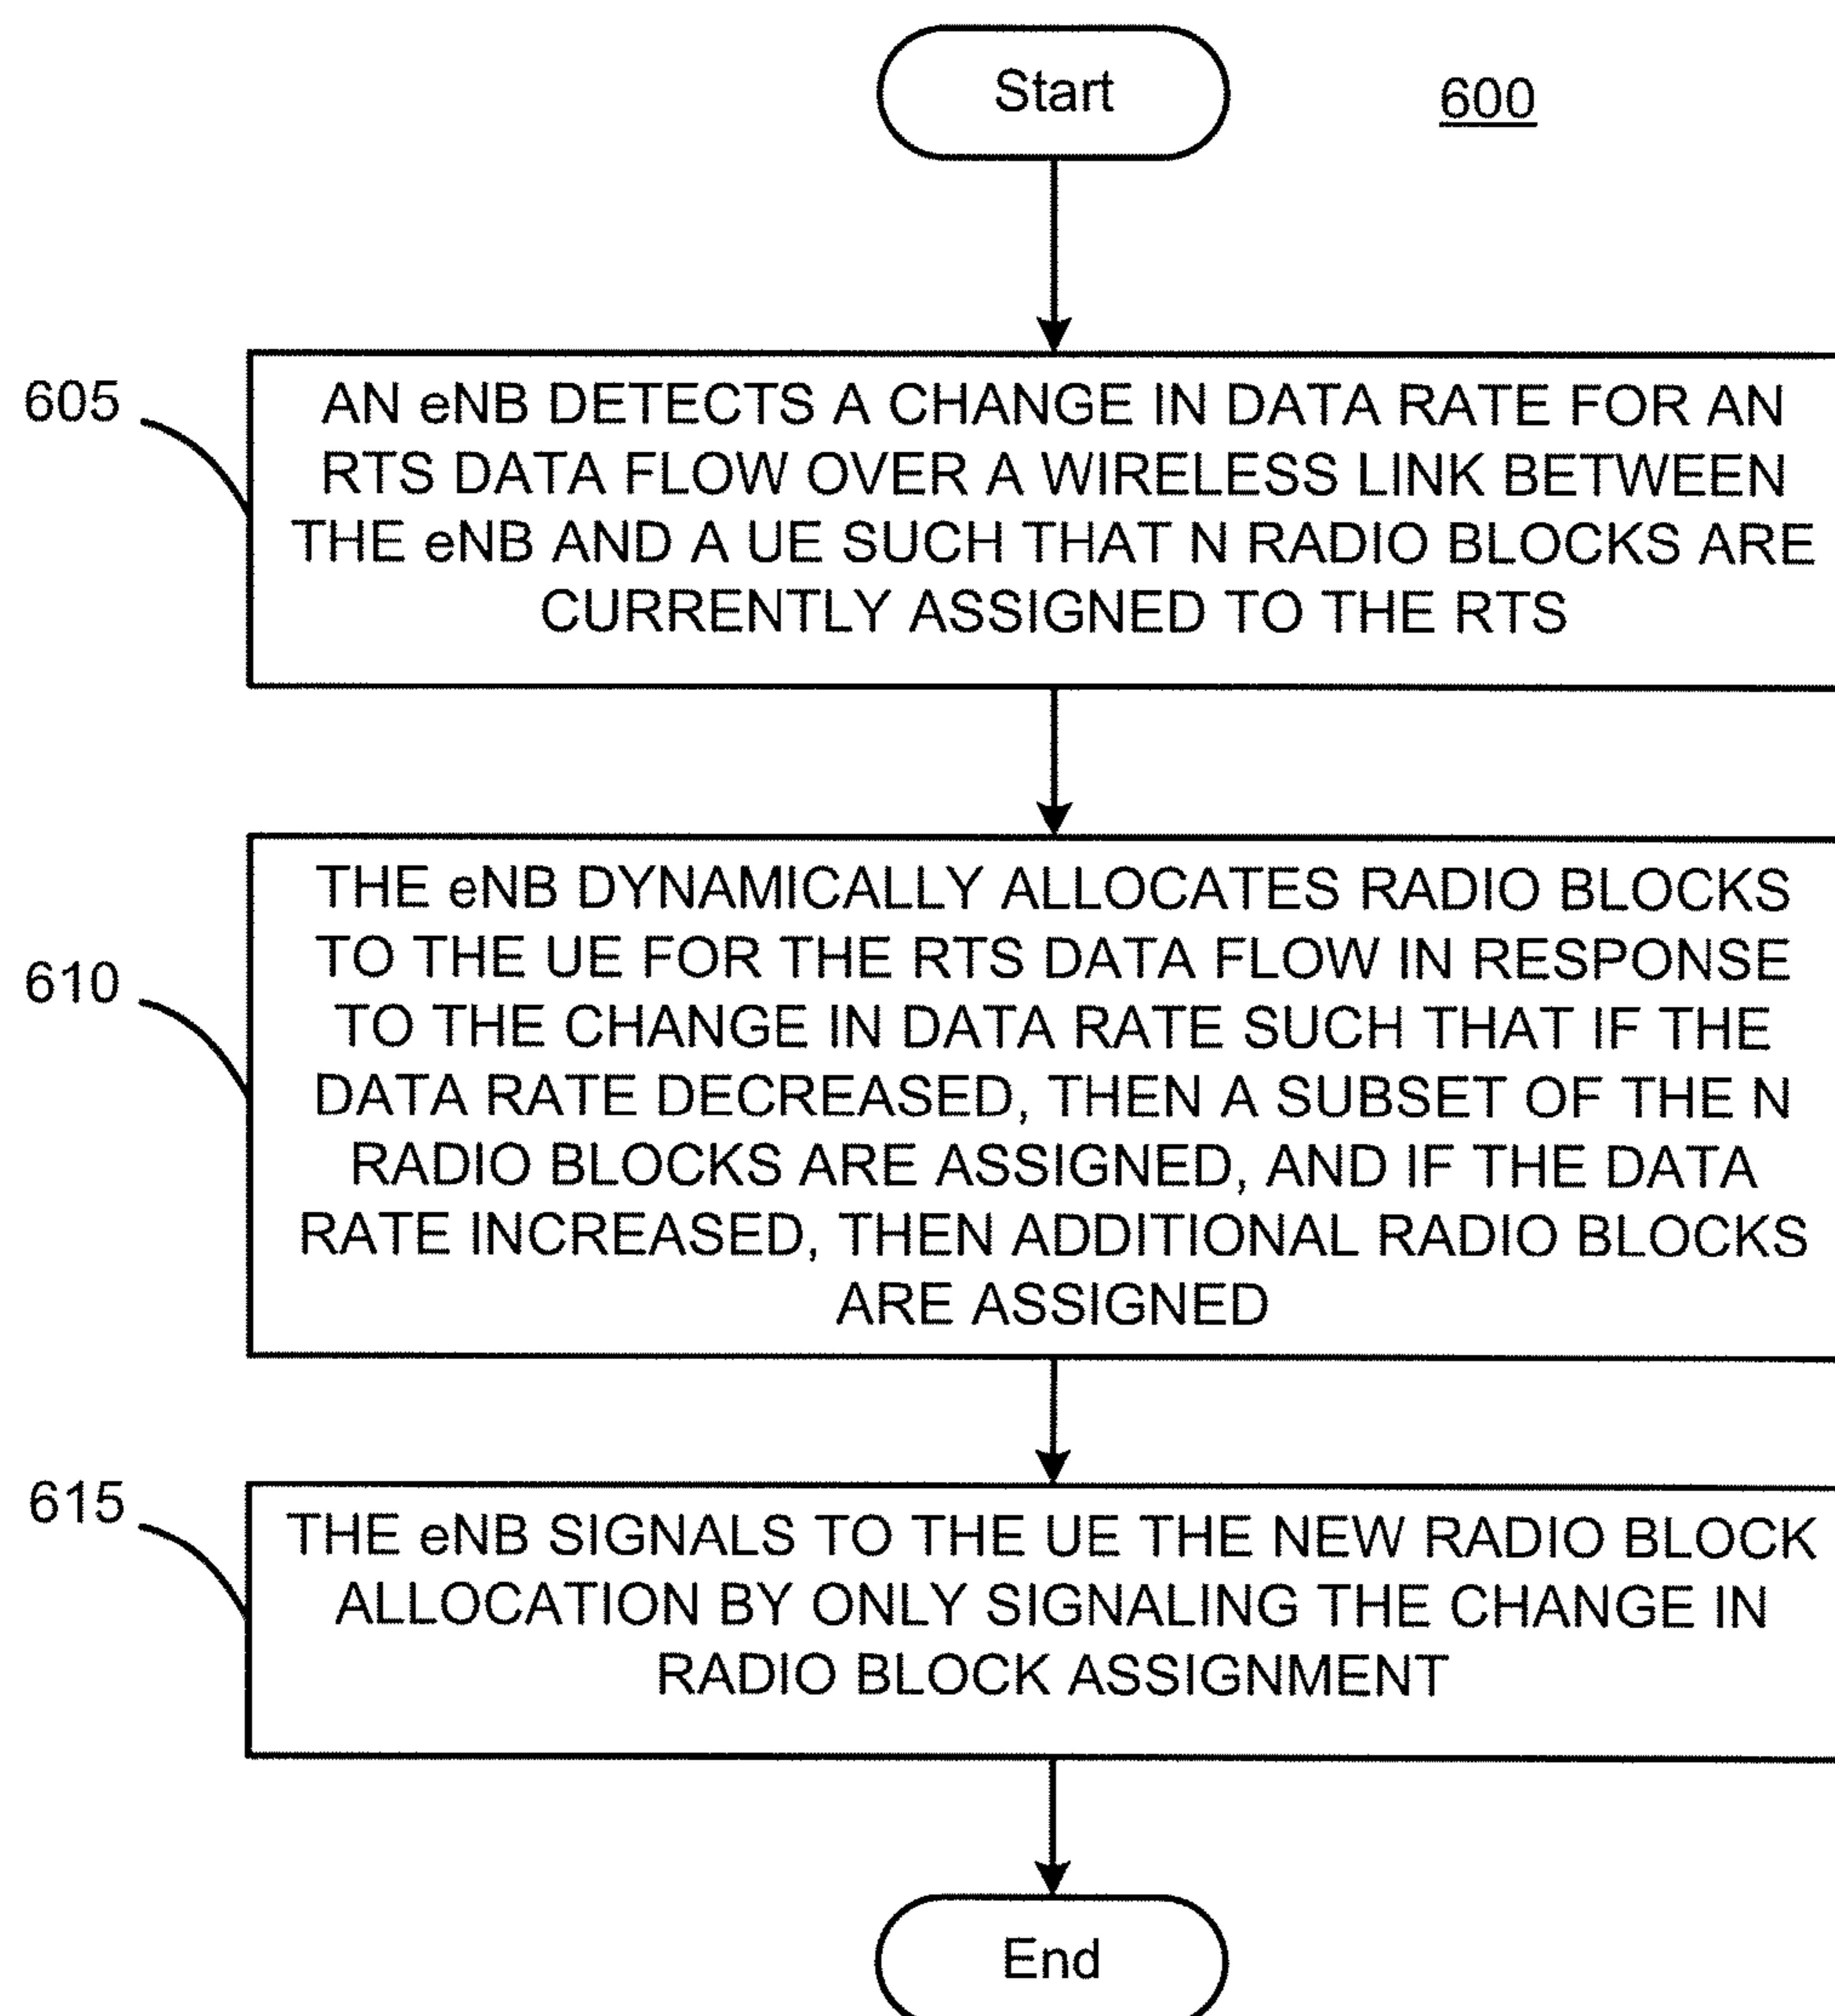 Start
600
605
AN eNB DETECTS A CHANGE IN DATA RATE FOR AN
RTS DATA FLOW OVER A WIRELESS LINK BETWEEN
THE eNB AND A UE SUCH THAT N RADIO BLOCKS ARE
CURRENTLY ASSIGNED TO THE RTS
610
THE eNB DYNAMICALLY ALLOCATES RADIO BLOCKS
TO THE UE FOR THE RTS DATA FLOW IN RESPONSE
TO THE CHANGE IN DATA RATE SUCH THAT IF THE
DATA RATE DECREASED, THEN A SUBSET OF THE N
RADIO BLOCKS ARE ASSIGNED, AND IF THE DATA
RATE INCREASED, THEN ADDITIONAL RADIO BLOCKS
ARE ASSIGNED
615
THE eNB SIGNALS TO THE UE THE NEW RADIO BLOCK
ALLOCATION BY ONLY SIGNALING THE CHANGE IN
RADIO BLOCK ASSIGNMENT
End